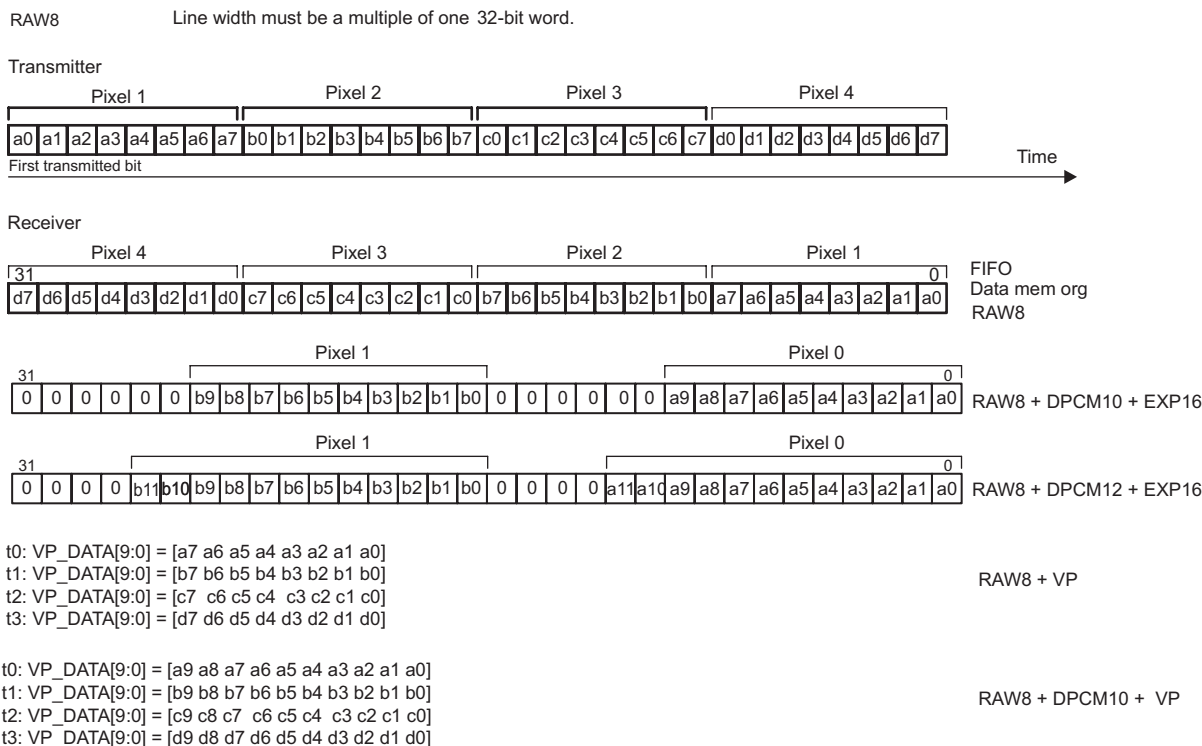 RAW8 Line width must be a multiple of one 32-bit word.
Transmitter
Pixel 1 Pixel 2 Pixel 3 Pixel 4
a0 a1 a2 a3 a4 a5 a6 a7 b0 b1 b2 b3 b4 b5 b6 b7 c0 c1 c2 c3 c4 c5 c6 c7 d0 d1 d2 d3 d4 d5 d6 d7
First transmitted bit
Time
Receiver
Pixel 4 Pixel 3 Pixel 2 Pixel 1
31 0
d7 d6 d5 d4 d3 d2 d1 d0 c7 c6 c5 c4 c3 c2 c1 c0 b7 b6 b5 b4 b3 b2 b1 b0 a7 a6 a5 a4 a3 a2 a1 a0
FIFO
Data mem org
RAW8
Pixel 1 Pixel 0
31 0
0 0 0 0 0 0 b9 b8 b7 b6 b5 b4 b3 b2 b1 b0 0 0 0 0 0 0 a9 a8 a7 a6 a5 a4 a3 a2 a1 a0 RAW8 + DPCM10 + EXP16
Pixel 1 Pixel 0
31 0
0 0 0 0 b11 b10 b9 b8 b7 b6 b5 b4 b3 b2 b1 b0 0 0 0 0 a11 a10 a9 a8 a7 a6 a5 a4 a3 a2 a1 a0 RAW8 + DPCM12 + EXP16
t0: VP_DATA[9:0] = [a7 a6 a5 a4 a3 a2 a1 a0]
t1: VP_DATA[9:0] = [b7 b6 b5 b4 b3 b2 b1 b0]
t2: VP_DATA[9:0] = [c7 c6 c5 c4 c3 c2 c1 c0]
t3: VP_DATA[9:0] = [d7 d6 d5 d4 d3 d2 d1 d0]
RAW8 + VP
t0: VP_DATA[9:0] = [a9 a8 a7 a6 a5 a4 a3 a2 a1 a0]
t1: VP_DATA[9:0] = [b9 b8 b7 b6 b5 b4 b3 b2 b1 b0]
t2: VP_DATA[9:0] = [c9 c8 c7 c6 c5 c4 c3 c2 c1 c0]
t3: VP_DATA[9:0] = [d9 d8 d7 d6 d5 d4 d3 d2 d1 d0]
RAW8 + DPCM10 + VP